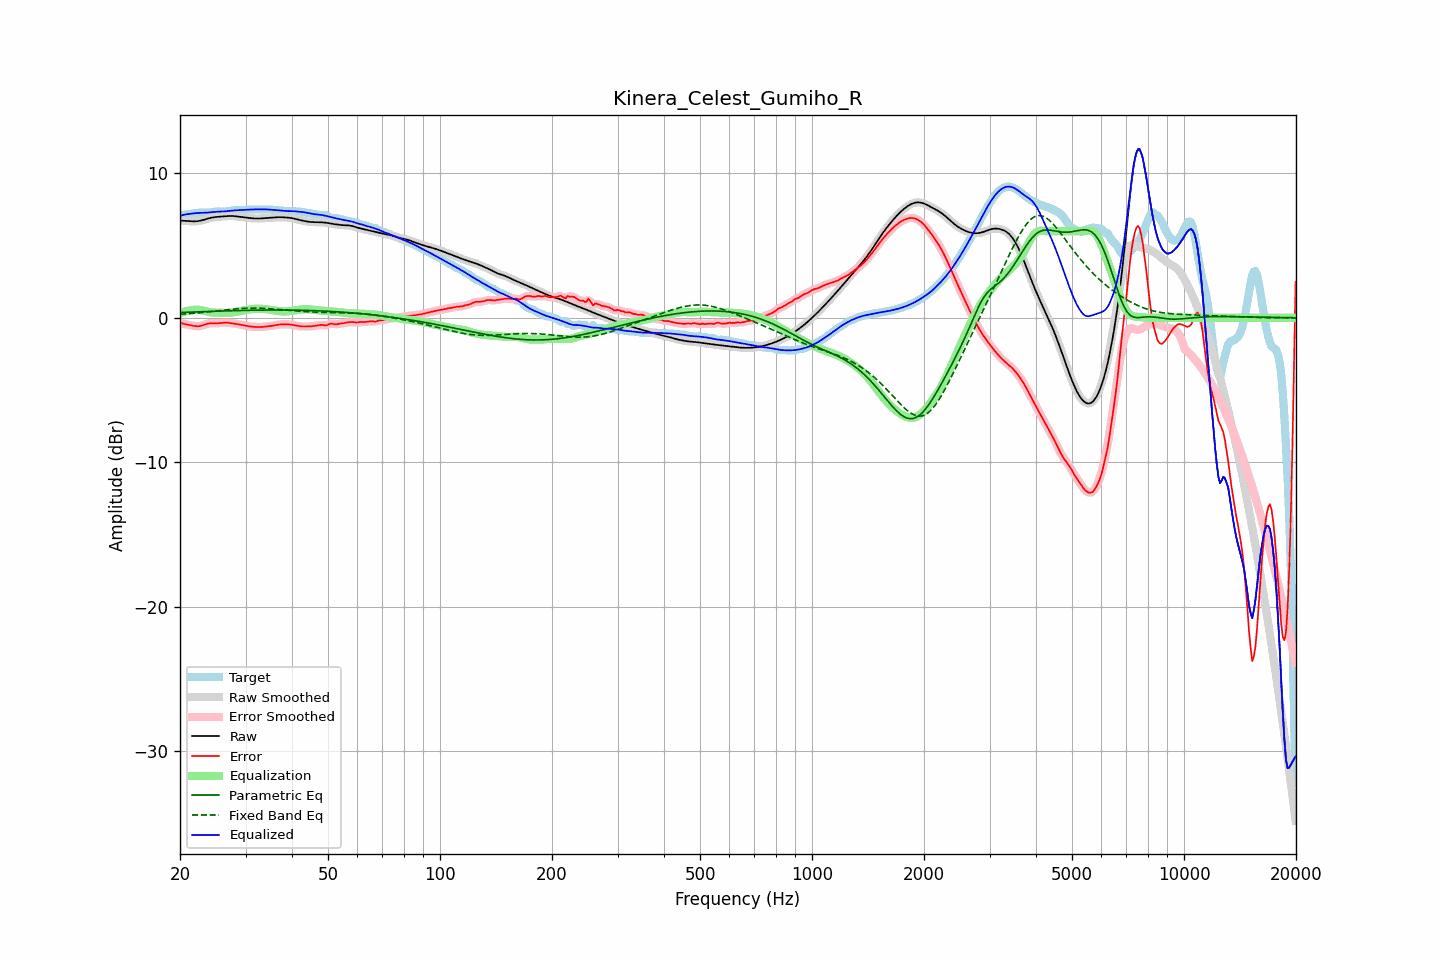 Kinera_Celest_Gumiho_R
10
0
−10
−20
−30
Amplitude (dBr)
Target
Raw Smoothed
Error Smoothed
Raw
Error
Equalization
Parametric Eq
Fixed Band Eq
Equalized
20 50 100 200 500 1000 2000 5000 10000 20000
Frequency (Hz)